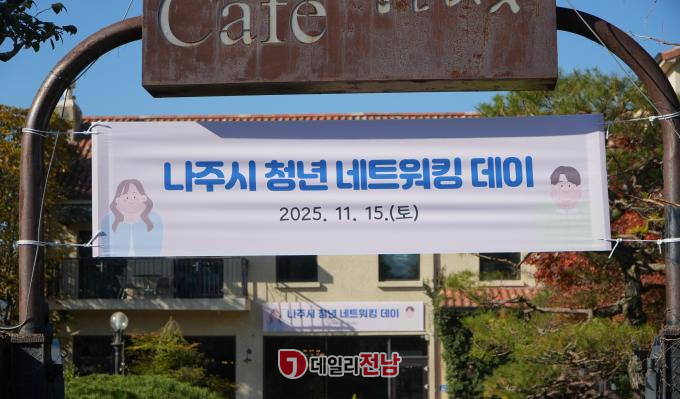 Cafe
나주시 청년 네트워킹 데이
2025. 11. 15.(토)
나주시 청년 네트워킹 데이
데일리전남